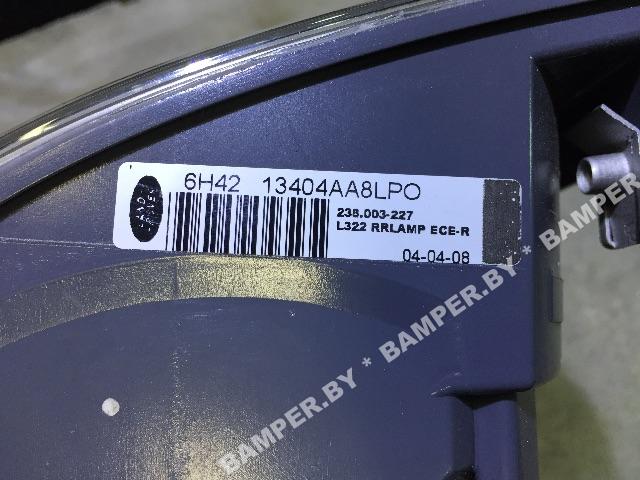 6H42 13404AA8LPO
238.003-227
L322 RRLAMP ECE-R
04-04-08
BAMPER.BY * BAMPER.BY * BAMPER